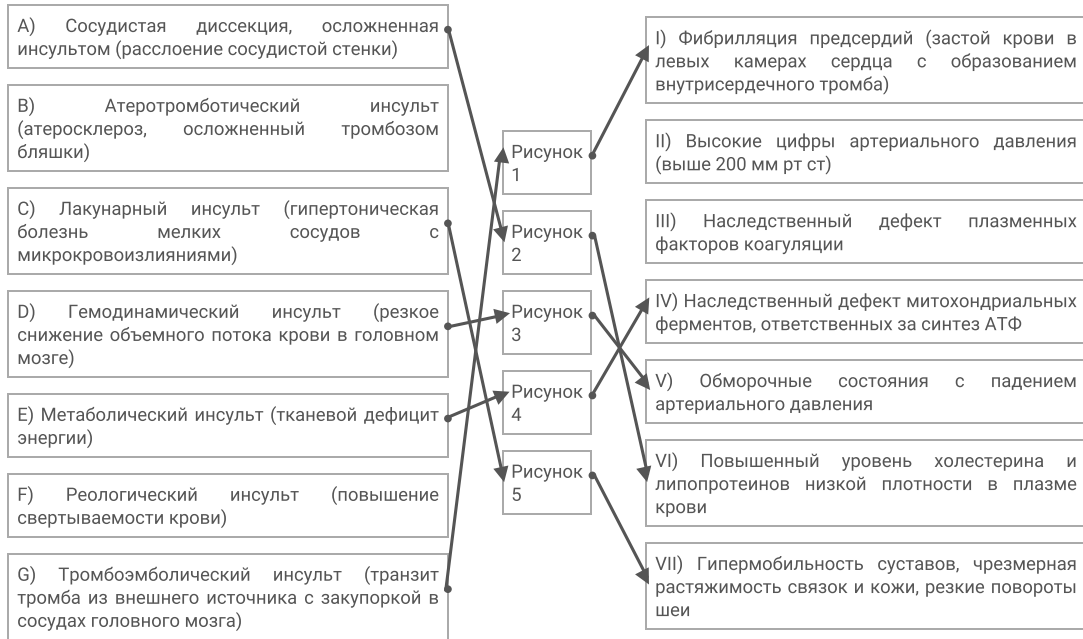 A) Сосудистая диссекция, осложненная
инсультом (расслоение сосудистой стенки)
B) Атеротромботический инсульт
(атеросклероз, осложненный тромбозом
бляшки)
C) Лакунарный инсульт (гипертоническая
болезнь мелких сосудов с
микрокровоизлияниями)
D) Гемодинамический инсульт (резкое
снижение объемного потока крови в головном
мозге)
E) Метаболический инсульт (тканевой дефицит
энергии)
F) Реологический инсульт (повышение
свертываемости крови)
G) Тромбоэмболический инсульт (транзит
тромба из внешнего источника с закупоркой в
сосудах головного мозга)
Рисунок
1
Рисунок
2
Рисунок
3
Рисунок
4
Рисунок
5
I) Фибрилляция предсердий (застой крови в
левых камерах сердца с образованием
внутрисердечного тромба)
II) Высокие цифры артериального давления
(выше 200 мм рт ст)
III) Наследственный дефект плазменных
факторов коагуляции
IV) Наследственный дефект митохондриальных
ферментов, ответственных за синтез АТФ
V) Обморочные состояния с падением
артериального давления
VI) Повышенный уровень холестерина и
липопротеинов низкой плотности в плазме
крови
VII) Гипермобильность суставов, чрезмерная
растяжимость связок и кожи, резкие повороты
шеи